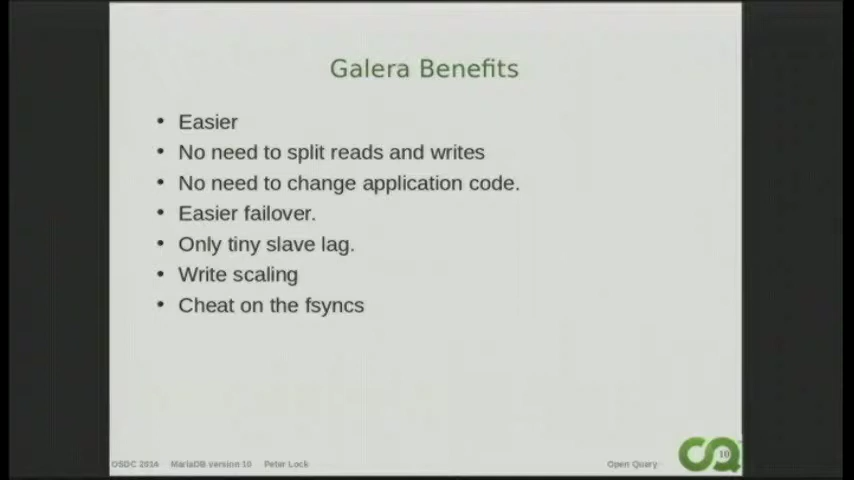 Galera Benefits
• Easier
• No need to split reads and writes
• No need to change application code.
• Easier failover.
• Only tiny slave lag.
• Write scaling
• Cheat on the fsyncs
OSDC 2014 MariaDB version 10 Peter Lock Open Query 10